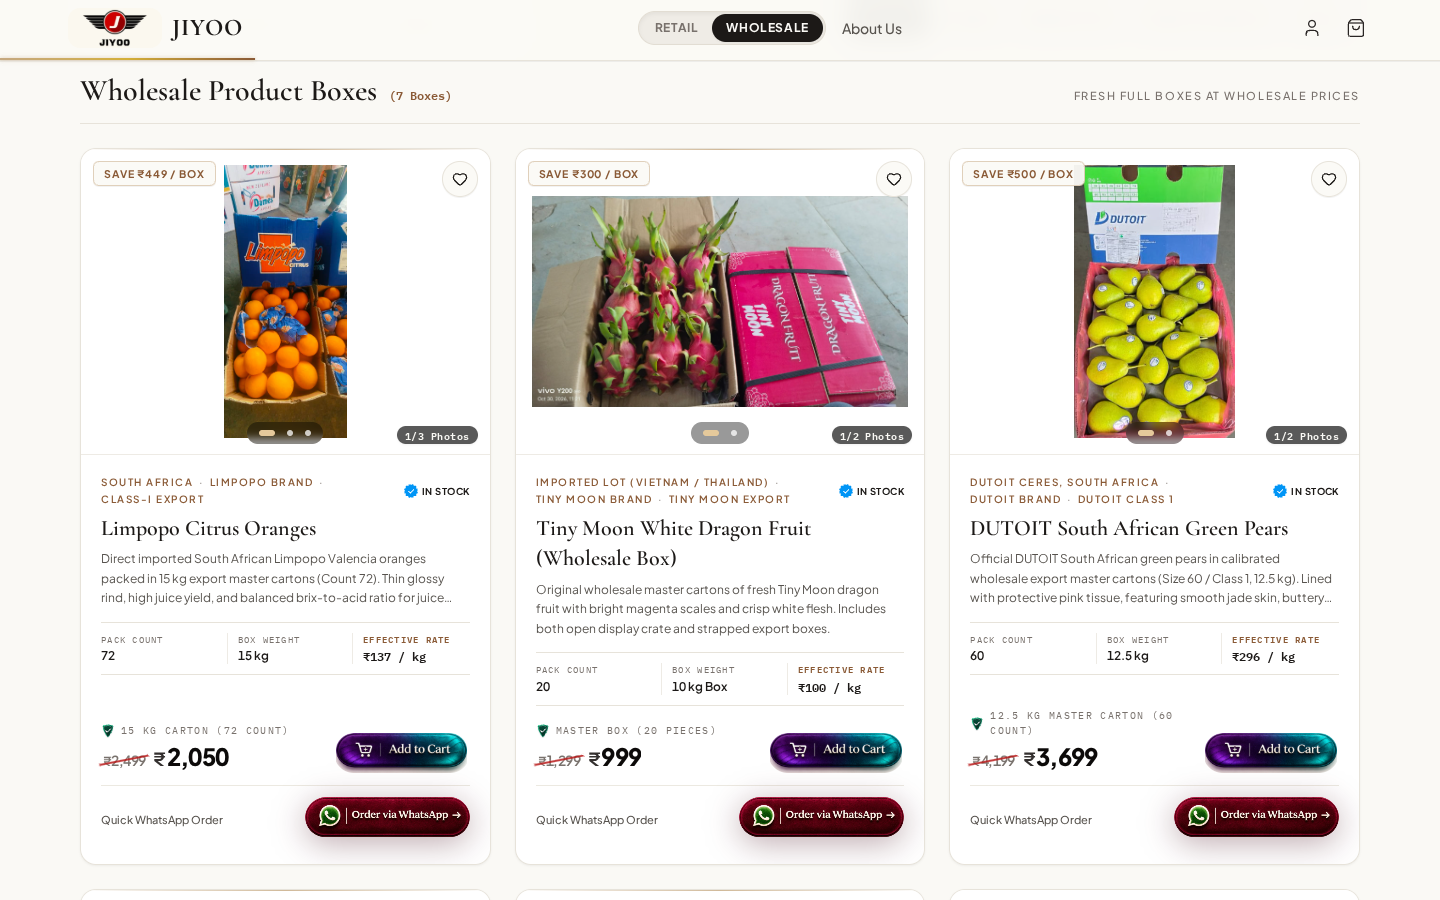 JIYOO
JIYOO
RETAIL
WHOLESALE
About Us
Wholesale Product Boxes
(7 Boxes)
FRESH FULL BOXES AT WHOLESALE PRICES
SAVE ₹449 / BOX
Limpopo
CITRUS
1/3 Photos
SOUTH AFRICA · LIMPOPO BRAND ·
CLASS-I EXPORT
IN STOCK
Limpopo Citrus Oranges
Direct imported South African Limpopo Valencia oranges
packed in 15 kg export master cartons (Count 72). Thin glossy
rind, high juice yield, and balanced brix-to-acid ratio for juice...
PACK COUNT
72
BOX WEIGHT
15 kg
EFFECTIVE RATE
₹137 / kg
15 KG CARTON (72 COUNT)
₹2,499 ₹2,050
Add to Cart
Quick WhatsApp Order
Order via WhatsApp →
SAVE ₹300 / BOX
TINY
MOON
DRAGON FRUIT
DRAGON FRUIT
TINY
MOON
vivo Y200
1/2 Photos
IMPORTED LOT (VIETNAM / THAILAND) ·
TINY MOON BRAND · TINY MOON EXPORT
IN STOCK
Tiny Moon White Dragon Fruit
(Wholesale Box)
Original wholesale master cartons of fresh Tiny Moon dragon
fruit with bright magenta scales and crisp white flesh. Includes
both open display crate and strapped export boxes.
PACK COUNT
20
BOX WEIGHT
10 kg Box
EFFECTIVE RATE
₹100 / kg
MASTER BOX (20 PIECES)
₹1,299 ₹999
Add to Cart
Quick WhatsApp Order
Order via WhatsApp →
SAVE ₹500 / BOX
DUTOIT
1/2 Photos
DUTOIT CERES, SOUTH AFRICA ·
DUTOIT BRAND · DUTOIT CLASS 1
IN STOCK
DUTOIT South African Green Pears
Official DUTOIT South African green pears in calibrated
wholesale export master cartons (Size 60 / Class 1, 12.5 kg). Lined
with protective pink tissue, featuring smooth jade skin, buttery...
PACK COUNT
60
BOX WEIGHT
12.5 kg
EFFECTIVE RATE
₹296 / kg
12.5 KG MASTER CARTON (60
COUNT)
₹4,199 ₹3,699
Add to Cart
Quick WhatsApp Order
Order via WhatsApp →